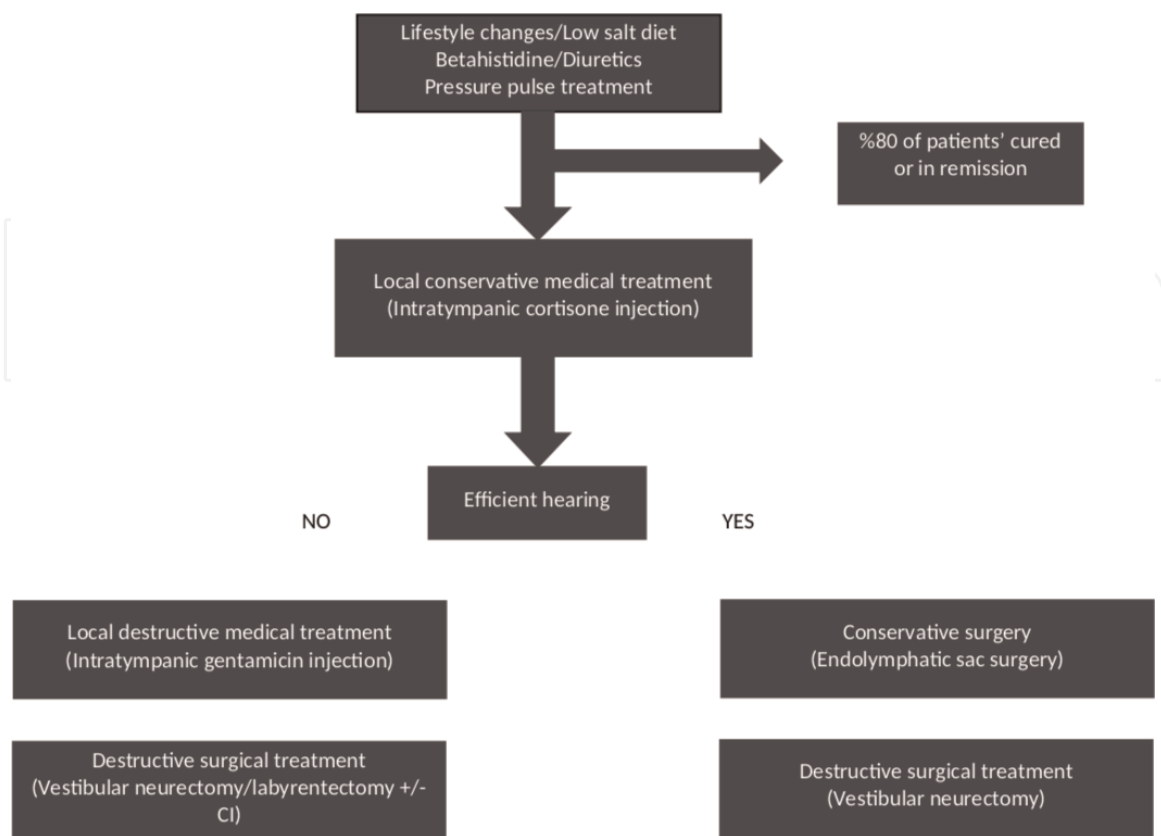 Lifestyle changes/Low salt diet
Betahistidine/Diuretics
Pressure pulse treatment
%80 of patients’ cured
or in remission
Local conservative medical treatment
(Intratympanic cortisone injection)
Efficient hearing
NO
YES
Local destructive medical treatment
(Intratympanic gentamicin injection)
Conservative surgery
(Endolymphatic sac surgery)
Destructive surgical treatment
(Vestibular neurectomy/labyrentectomy +/-
CI)
Destructive surgical treatment
(Vestibular neurectomy)